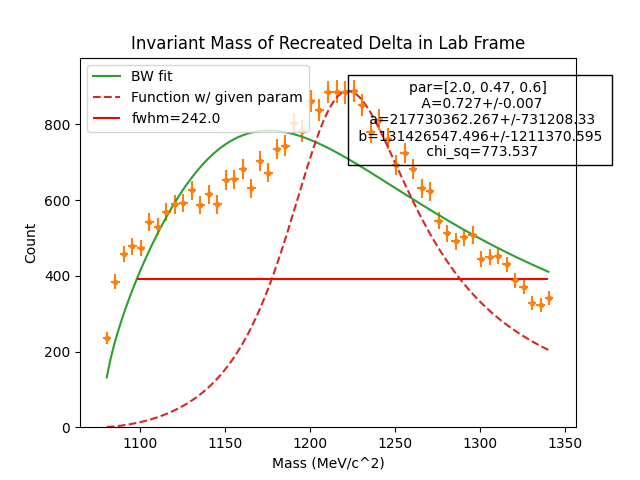 Invariant Mass of Recreated Delta in Lab Frame
BW fit
Function w/ given param
fwhm=242.0
par=[2.0, 0.47, 0.6]
A=0.727+/-0.007
a=217730362.267+/-731208.33
b=131426547.496+/-1211370.595
chi_sq=773.537
Count
800
600
400
200
0
1100 1150 1200 1250 1300 1350
Mass (MeV/c^2)